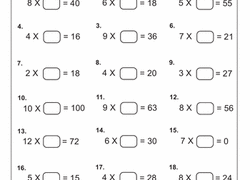 8 X = 40 6 X = 18 5 X = 55
4. 3. 6.
4 X = 16 9 X = 36 7 X = 21
7. 8. 9.
2 X = 18 4 X = 20 3 X = 27
10. 11. 12.
10 X = 100 9 X = 63 8 X = 56
13. 14. 15.
12 X = 72 6 X = 30 7 X = 0
16. 17. 18.
5 X = 15 4 X = 28 8 X = 24